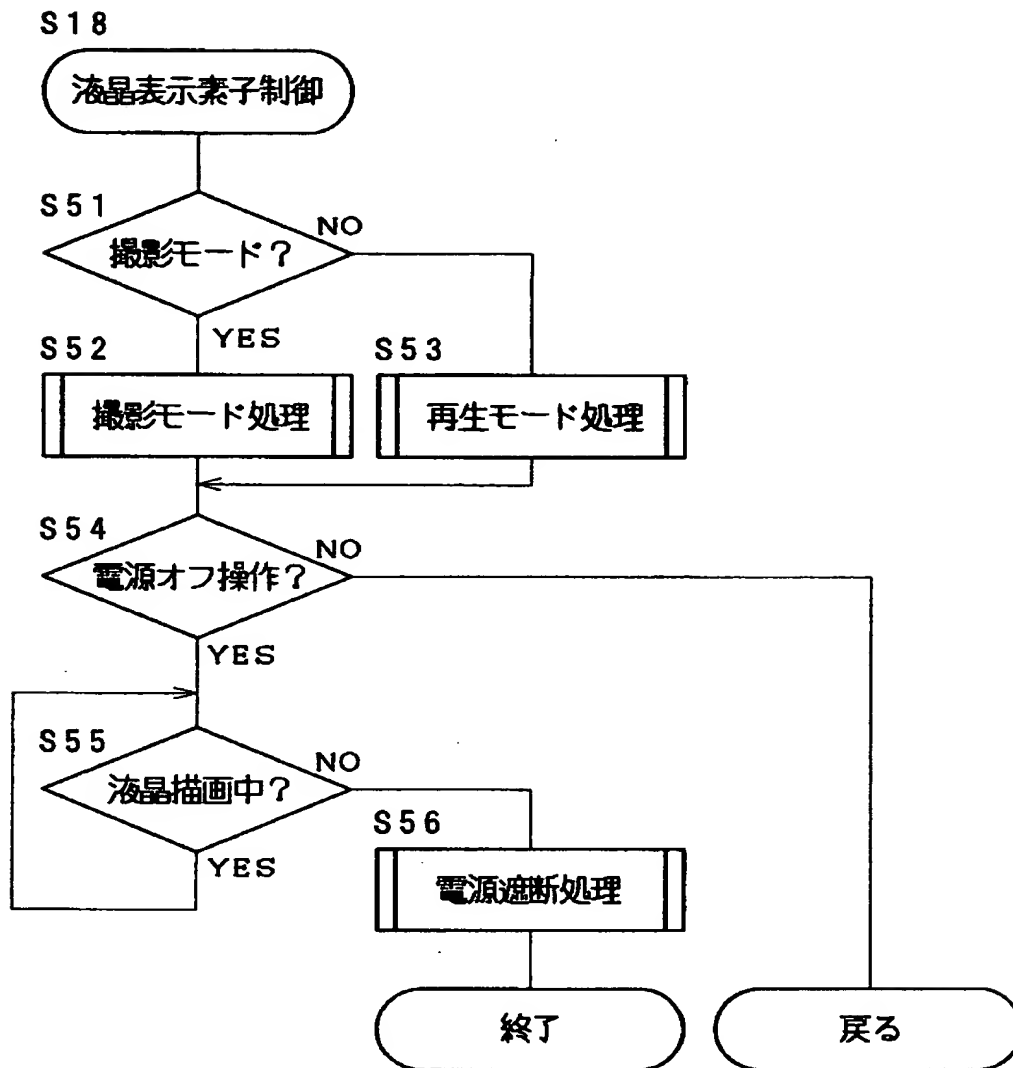 S18
液晶表示素子制御
S51
NO
撮影モード?
YES
S52
S53
撮影モード処理
再生モード処理
S54
NO
電源オフ操作?
YES
S55
NO
液晶描画中?
S56
YES
電源遮断処理
終了
戻る